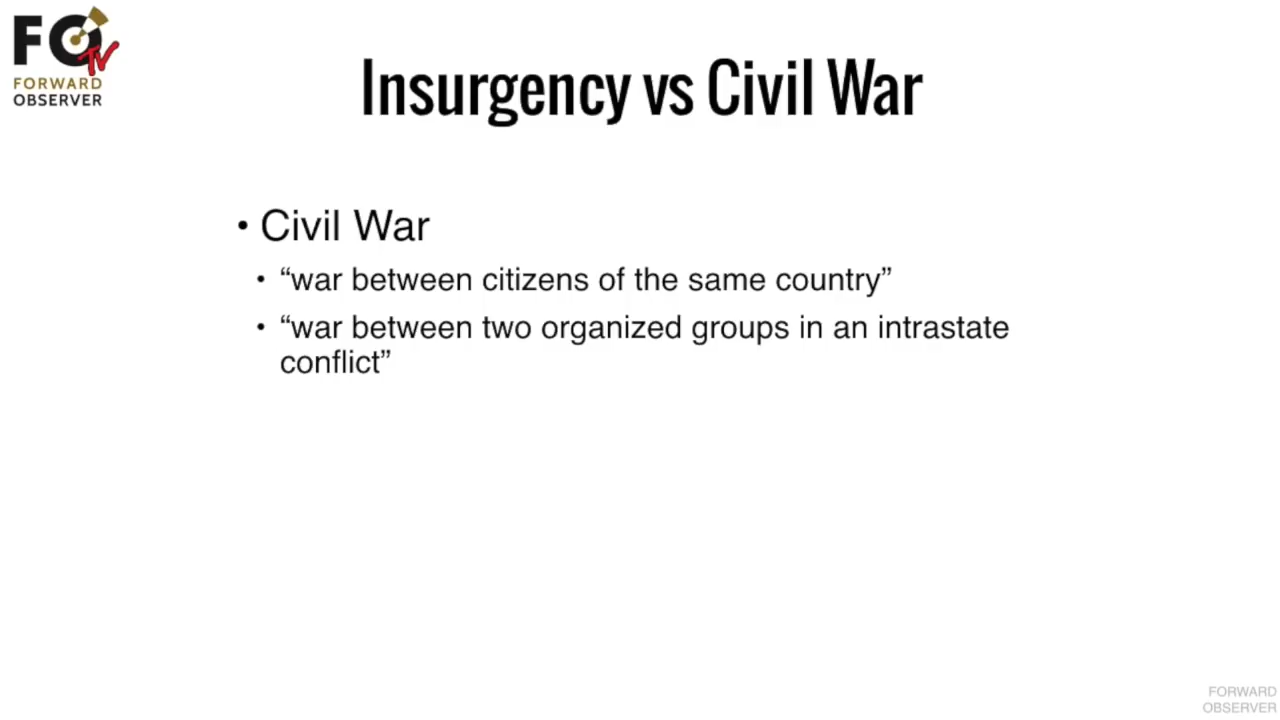 FO
TV
FORWARD
OBSERVER
Insurgency vs Civil War
• Civil War
• “war between citizens of the same country”
• “war between two organized groups in an intrastate
conflict”
FORWARD
OBSERVER